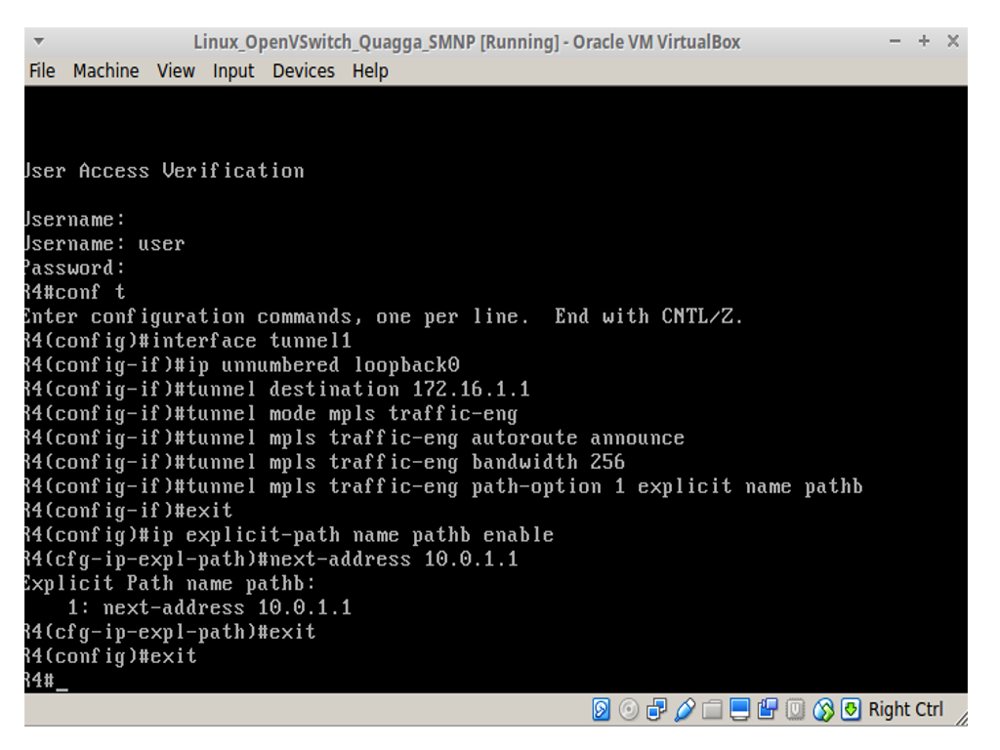 Linux_OpenVSwitch_Quagga_SMNP [Running] - Oracle VM VirtualBox
File Machine View Input Devices Help
User Access Verification
Username:
Username: user
Password:
R4#conf t
Enter configuration commands, one per line. End with CNTL/Z.
R4(config)#interface tunnel1
R4(config-if)#ip unnumbered loopback0
R4(config-if)#tunnel destination 172.16.1.1
R4(config-if)#tunnel mode mpls traffic-eng
R4(config-if)#tunnel mpls traffic-eng autoroute announce
R4(config-if)#tunnel mpls traffic-eng bandwidth 256
R4(config-if)#tunnel mpls traffic-eng path-option 1 explicit name pathb
R4(config-if)#exit
R4(config)#ip explicit-path name pathb enable
R4(cfg-ip-expl-path)#next-address 10.0.1.1
Explicit Path name pathb:
1: next-address 10.0.1.1
R4(cfg-ip-expl-path)#exit
R4(config)#exit
R4#_
Right Ctrl